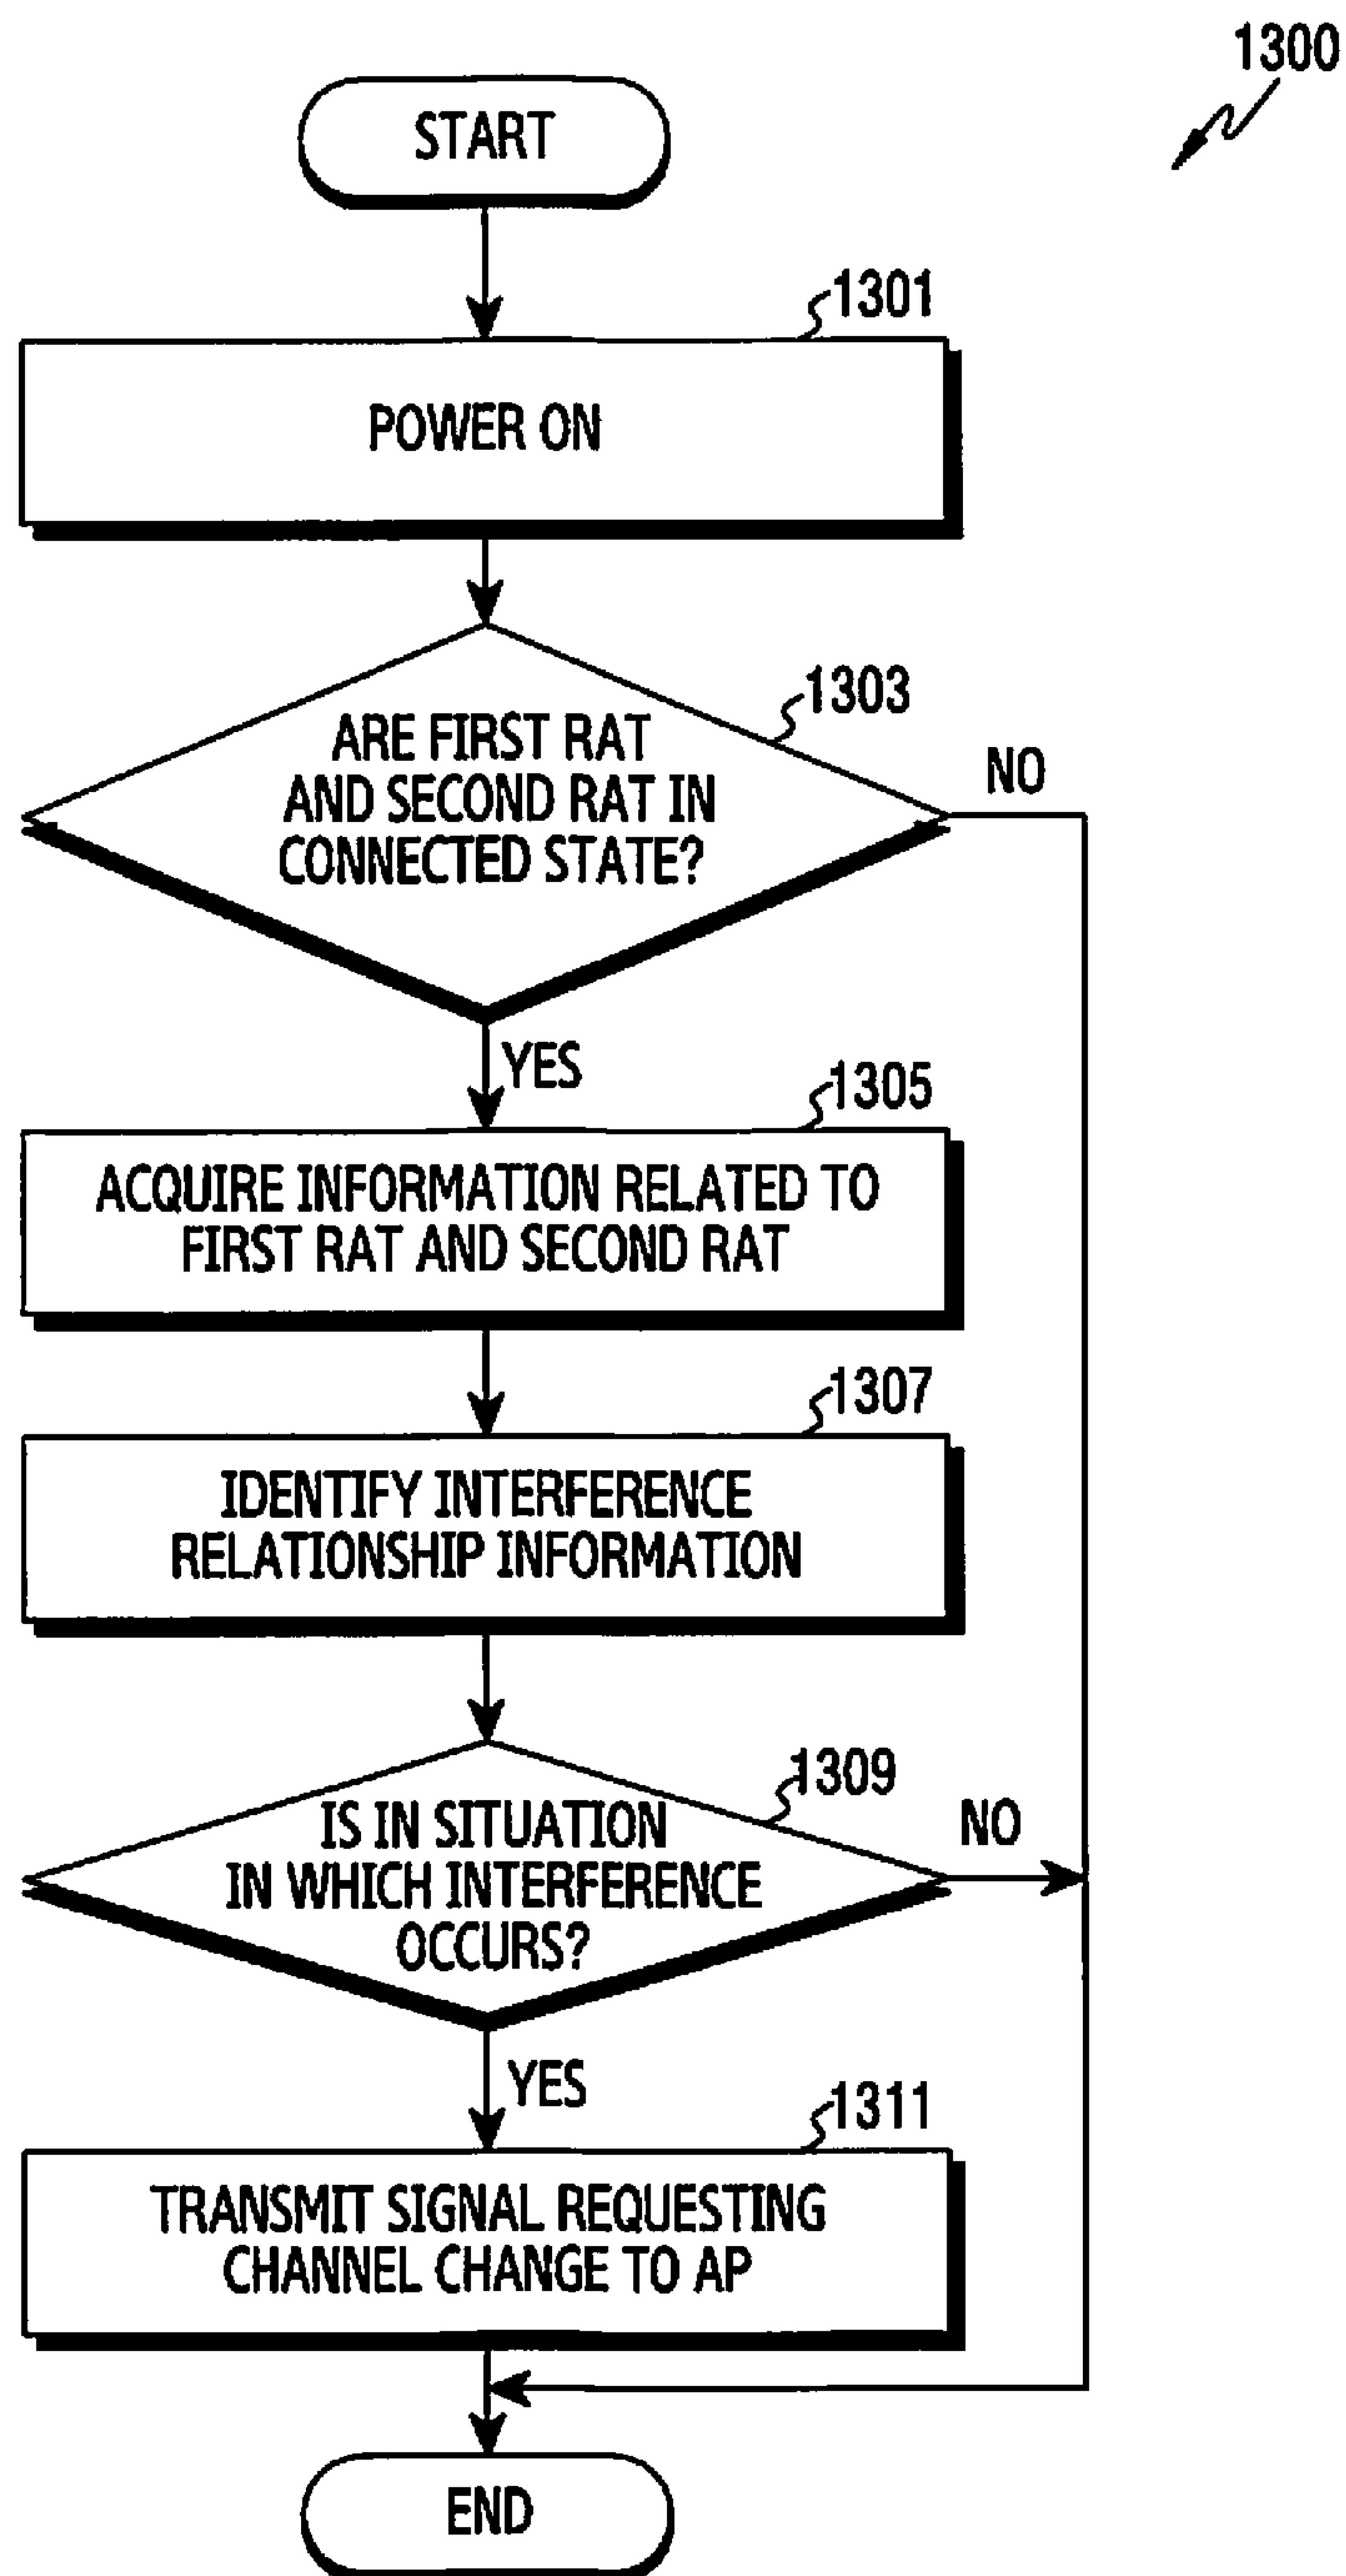 1300
START
1301
POWER ON
1303
ARE FIRST RAT
AND SECOND RAT IN
CONNECTED STATE?
NO
YES
1305
ACQUIRE INFORMATION RELATED TO
FIRST RAT AND SECOND RAT
1307
IDENTIFY INTERFERENCE
RELATIONSHIP INFORMATION
1309
IS IN SITUATION
IN WHICH INTERFERENCE
OCCURS?
NO
YES
1311
TRANSMIT SIGNAL REQUESTING
CHANNEL CHANGE TO AP
END